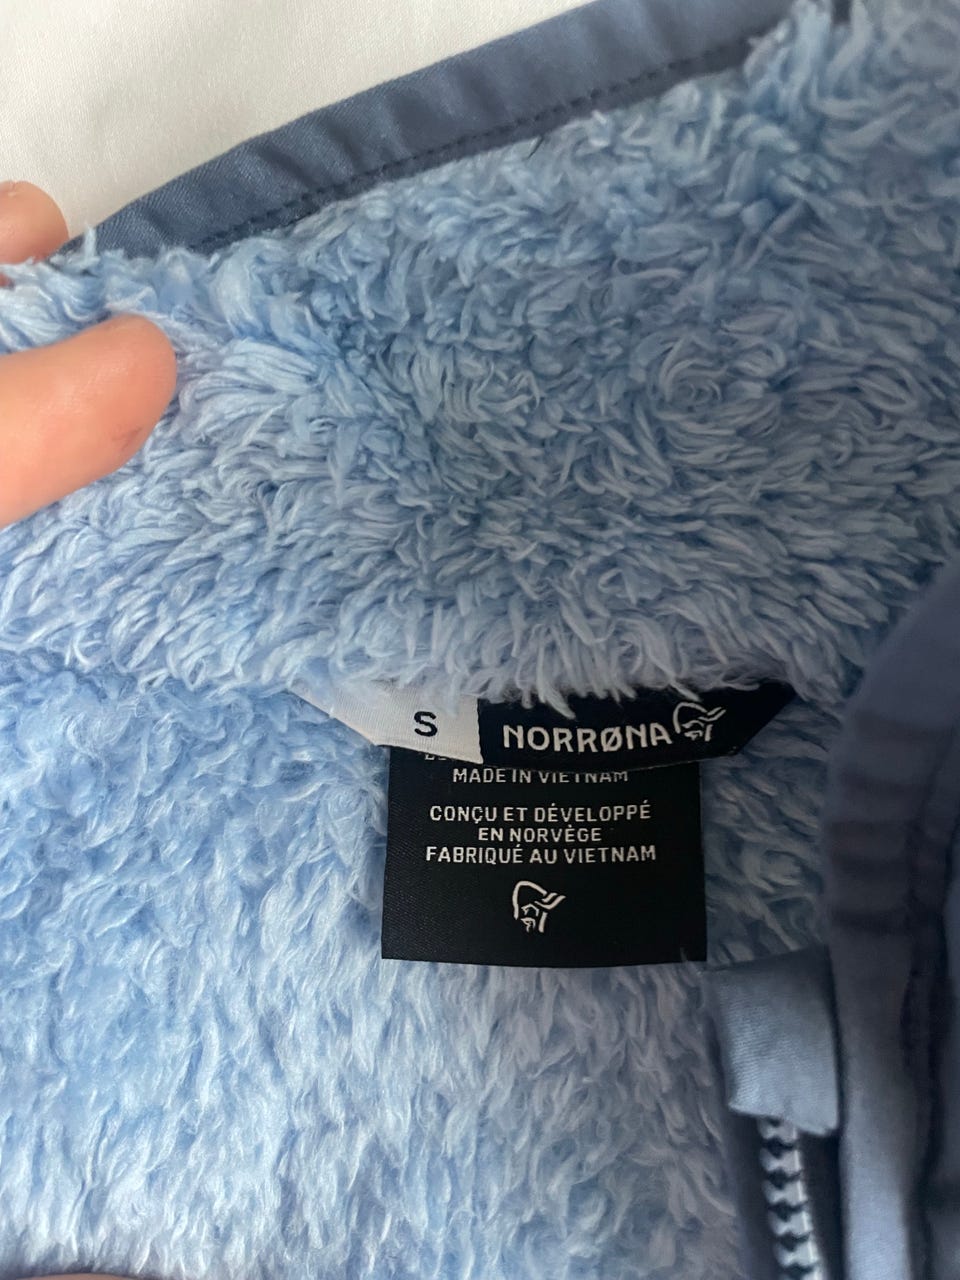 S
NORRØNA
MADE IN VIETNAM
CONÇU ET DÉVELOPPÉ
EN NORVÈGE
FABRIQUÉ AU VIETNAM